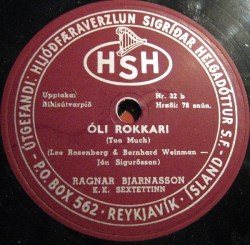 ÚTGEFANDI: HLJÓÐFÆRAVERZLUN SIGRÍÐAR HELGADÓTTUR S.F.
HSH
Upptaka: Nr. 32 b
Ríkisútvarpið Hraði: 78 snún.
ÓLI ROKKARI
(Too Much)
(Lee Rosenberg & Bernhard Weinman —
Jón Sigurðsson)
RAGNAR BJARNASSON
K. K. SEXTETTINN
P.O. BOX 562 · REYKJAVÍK · ÍSLAND